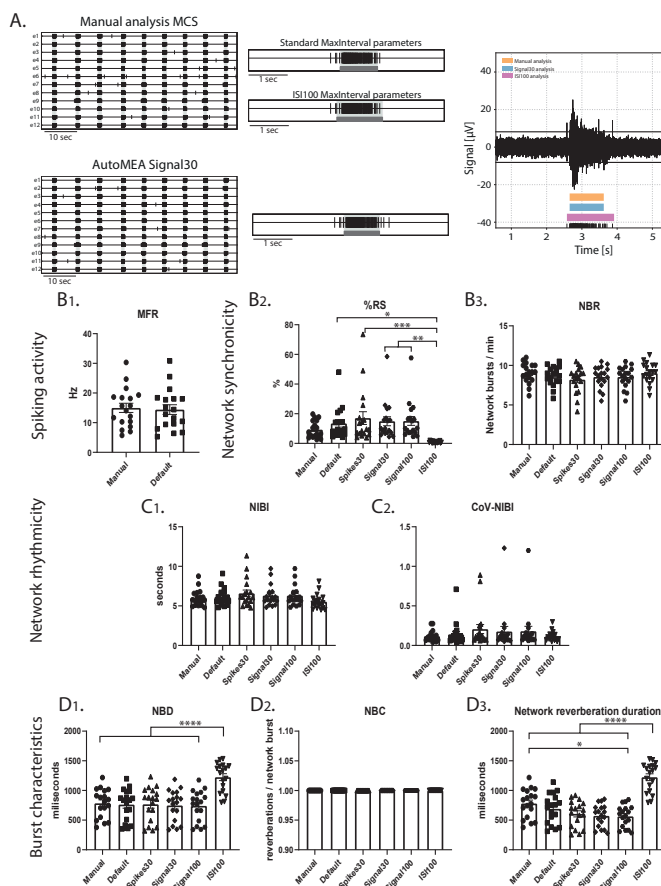 A.
Manual analysis MCS
e1
e2
e3
e4
e5
e6
e7
e8
e9
e10
e11
e12
10 sec
Standard MaxInterval parameters
1 sec
ISI100 MaxInterval parameters
1 sec
Manual analysis
Signal30 analysis
ISI100 analysis
Signal [µV]
40
20
0
-20
-40
1 2 3 4 5
Time [s]
AutoMEA Signal30
e1
e2
e3
e4
e5
e6
e7
e8
e9
e10
e11
e12
10 sec
1 sec
Spiking activity
B1.
MFR
Hz
40
30
20
10
0
Manual
Default
Network synchronicity
B2.
%RS
*
***
**
%
80
60
40
20
0
Manual
Default
Spikes30
Signal30
Signal100
ISI100
B3.
NBR
Network bursts / min
15
10
5
0
Manual
Default
Spikes30
Signal30
Signal100
ISI100
Network rhythmicity
C1.
NIBI
seconds
15
10
5
0
Manual
Default
Spikes30
Signal30
Signal100
ISI100
C2.
CoV-NIBI
1.5
1.0
0.5
0.0
Manual
Default
Spikes30
Signal30
Signal100
ISI100
Burst characteristics
D1.
NBD
****
miliseconds
2000
1500
1000
500
0
Manual
Default
Spikes30
Signal30
Signal100
ISI100
D2.
NBC
reverberations / network burst
1.10
1.05
1.00
0.95
0.90
Manual
Default
Spikes30
Signal30
Signal100
ISI100
D3.
Network reverberation duration
****
*
miliseconds
2000
1500
1000
500
0
Manual
Default
Spikes30
Signal30
Signal100
ISI100